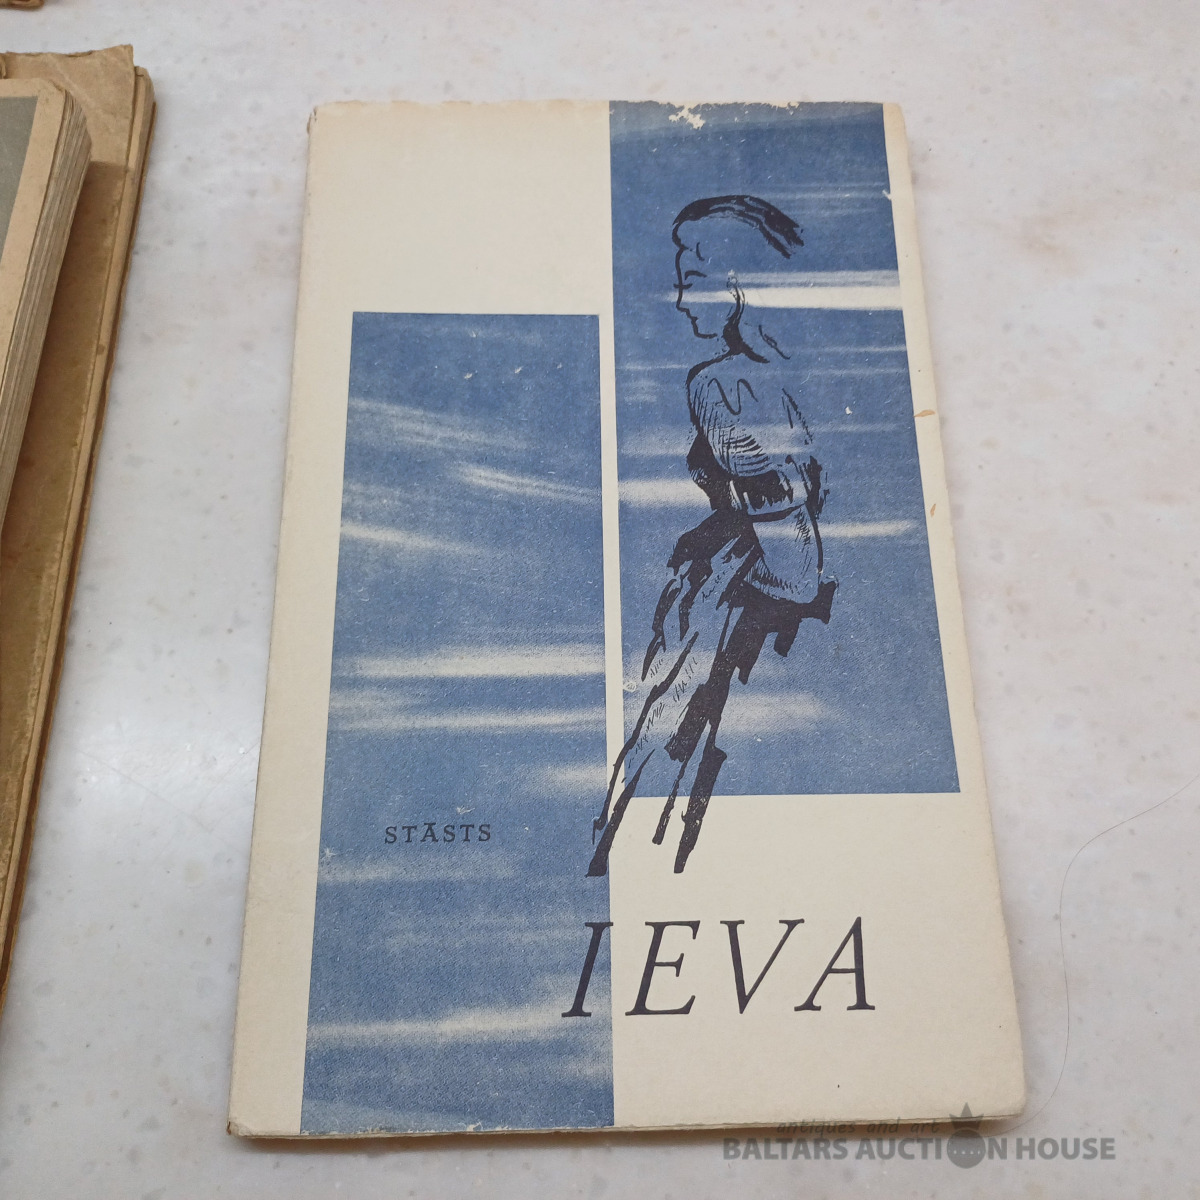 STĀSTS
IEVA
antiques and art
BALTARS AUCTION HOUSE